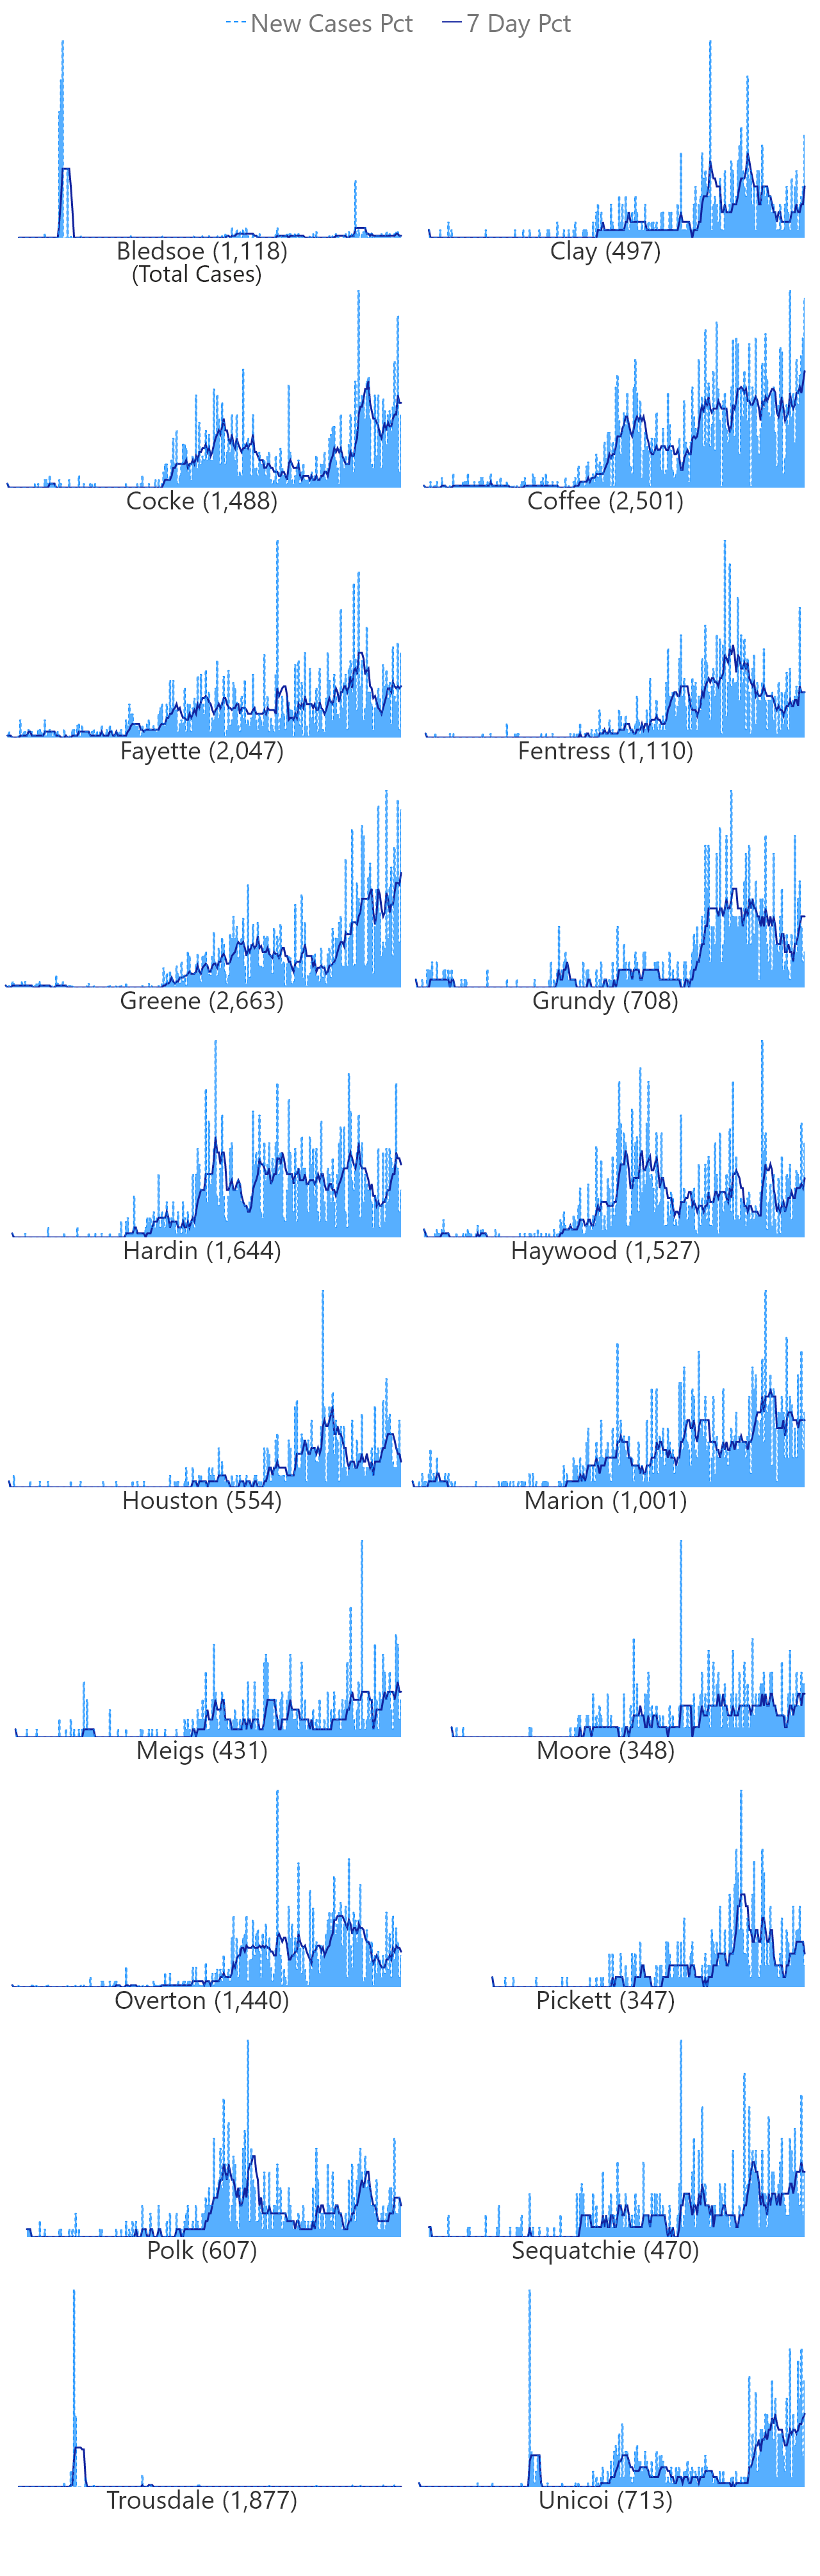 New Cases Pct 7 Day Pct
Bledsoe (1,118) Clay (497)
(Total Cases)
Cocke (1,488) Coffee (2,501)
Fayette (2,047) Fentress (1,110)
Greene (2,663) Grundy (708)
Hardin (1,644) Haywood (1,527)
Houston (554) Marion (1,001)
Meigs (431) Moore (348)
Overton (1,440) Pickett (347)
Polk (607) Sequatchie (470)
Trousdale (1,877) Unicoi (713)